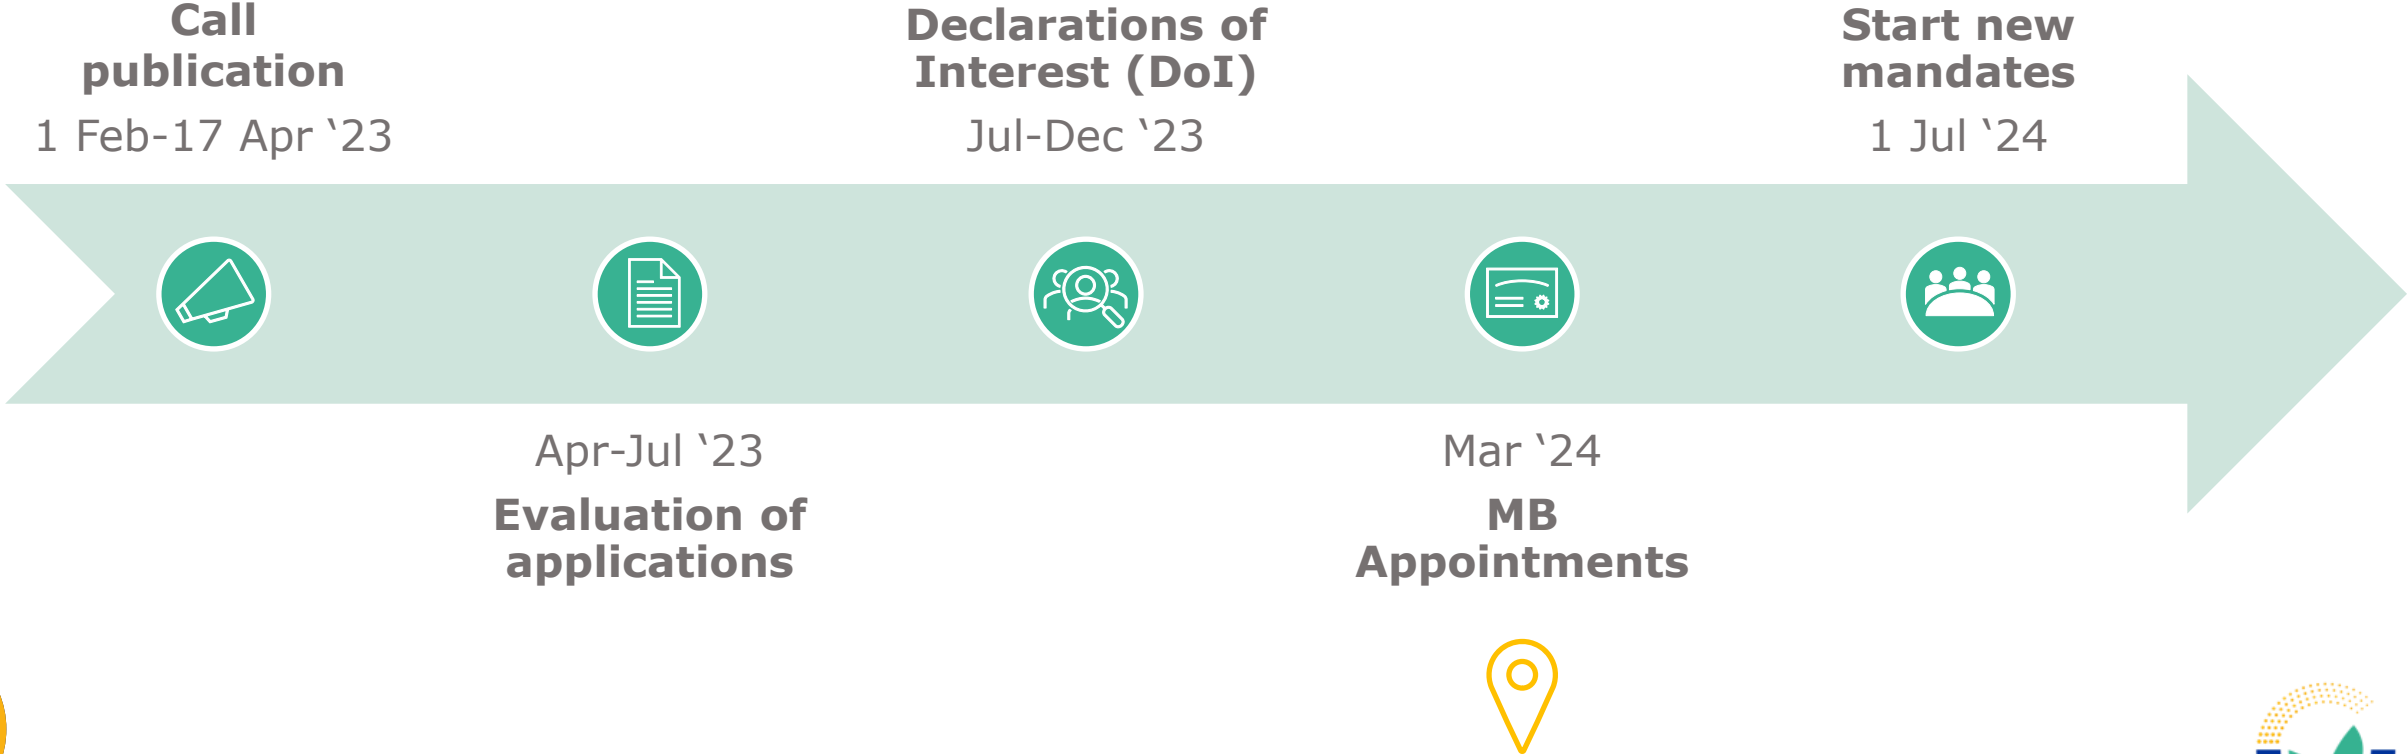 Call
publication
1 Feb-17 Apr ‘23
Declarations of
Interest (DoI)
Jul-Dec ‘23
Start new
mandates
1 Jul ‘24
Apr-Jul ‘23
Evaluation of
applications
Mar ‘24
MB
Appointments